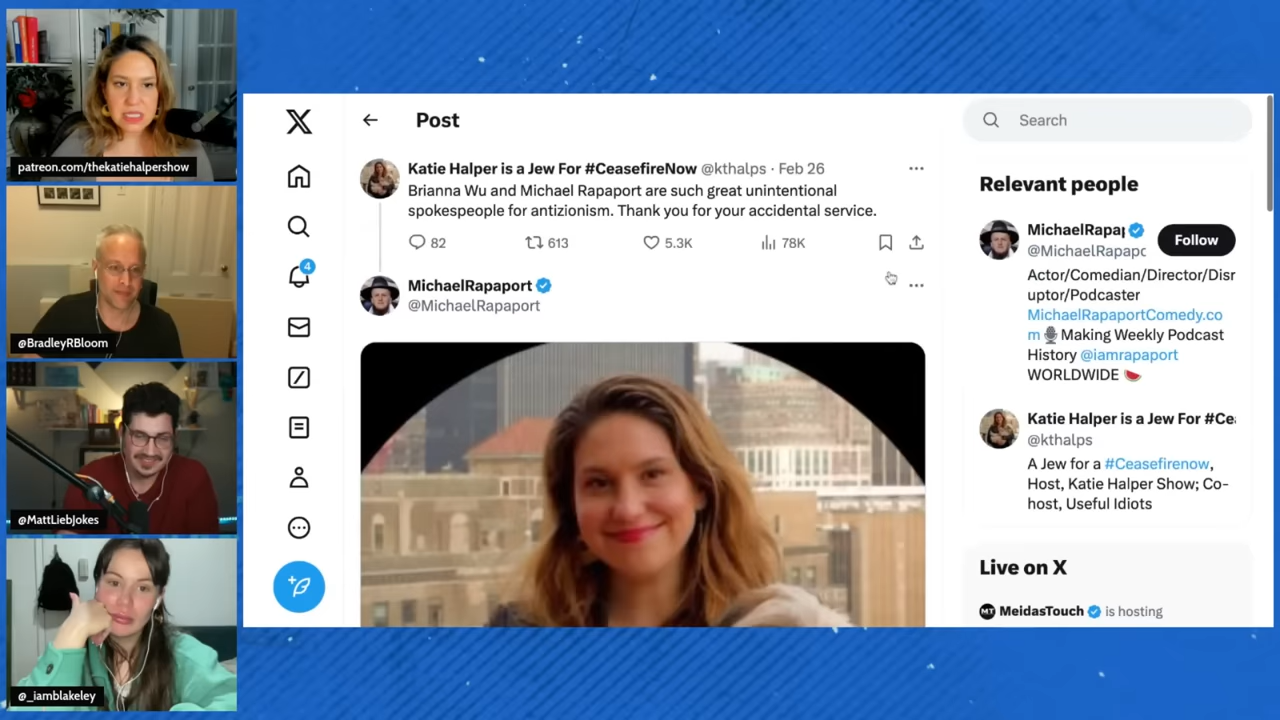 patreon.com/thekatiehalpershow
@BradleyRBloom
@MattLiebJokes
@_iamblakeley
X
4
Post
Katie Halper is a Jew For #CeasefireNow @kthalps · Feb 26
Brianna Wu and Michael Rapaport are such great unintentional
spokespeople for antizionism. Thank you for your accidental service.
82 613 5.3K 78K
MichaelRapaport
@MichaelRapaport
Search
Relevant people
MichaelRapap
@MichaelRapapc
Follow
Actor/Comedian/Director/Disr
uptor/Podcaster
MichaelRapaportComedy.co
m Making Weekly Podcast
History @iamrapaport
WORLDWIDE
Katie Halper is a Jew For #Cea
@kthalps
A Jew for a #Ceasefirenow,
Host, Katie Halper Show; Co-
host, Useful Idiots
Live on X
MT MeidasTouch is hosting